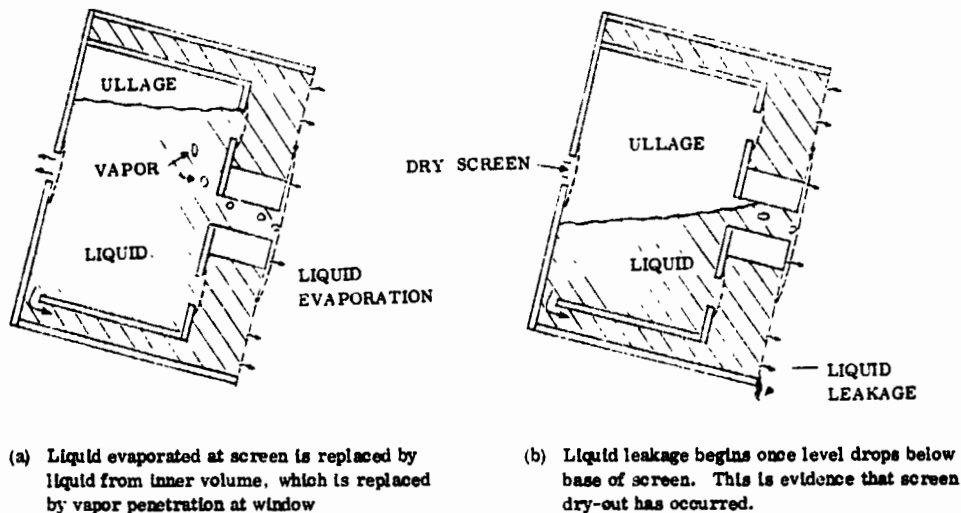 ULLAGE
VAPOR
LIQUID.
LIQUID
EVAPORATION
ULLAGE
DRY SCREEN
LIQUID
LIQUID
LEAKAGE
(a) Liquid evaporated at screen is replaced by
liquid from inner volume, which is replaced
by vapor penetration at window
(b) Liquid leakage begins once level drops below
base of screen. This is evidence that screen
dry-out has occurred.